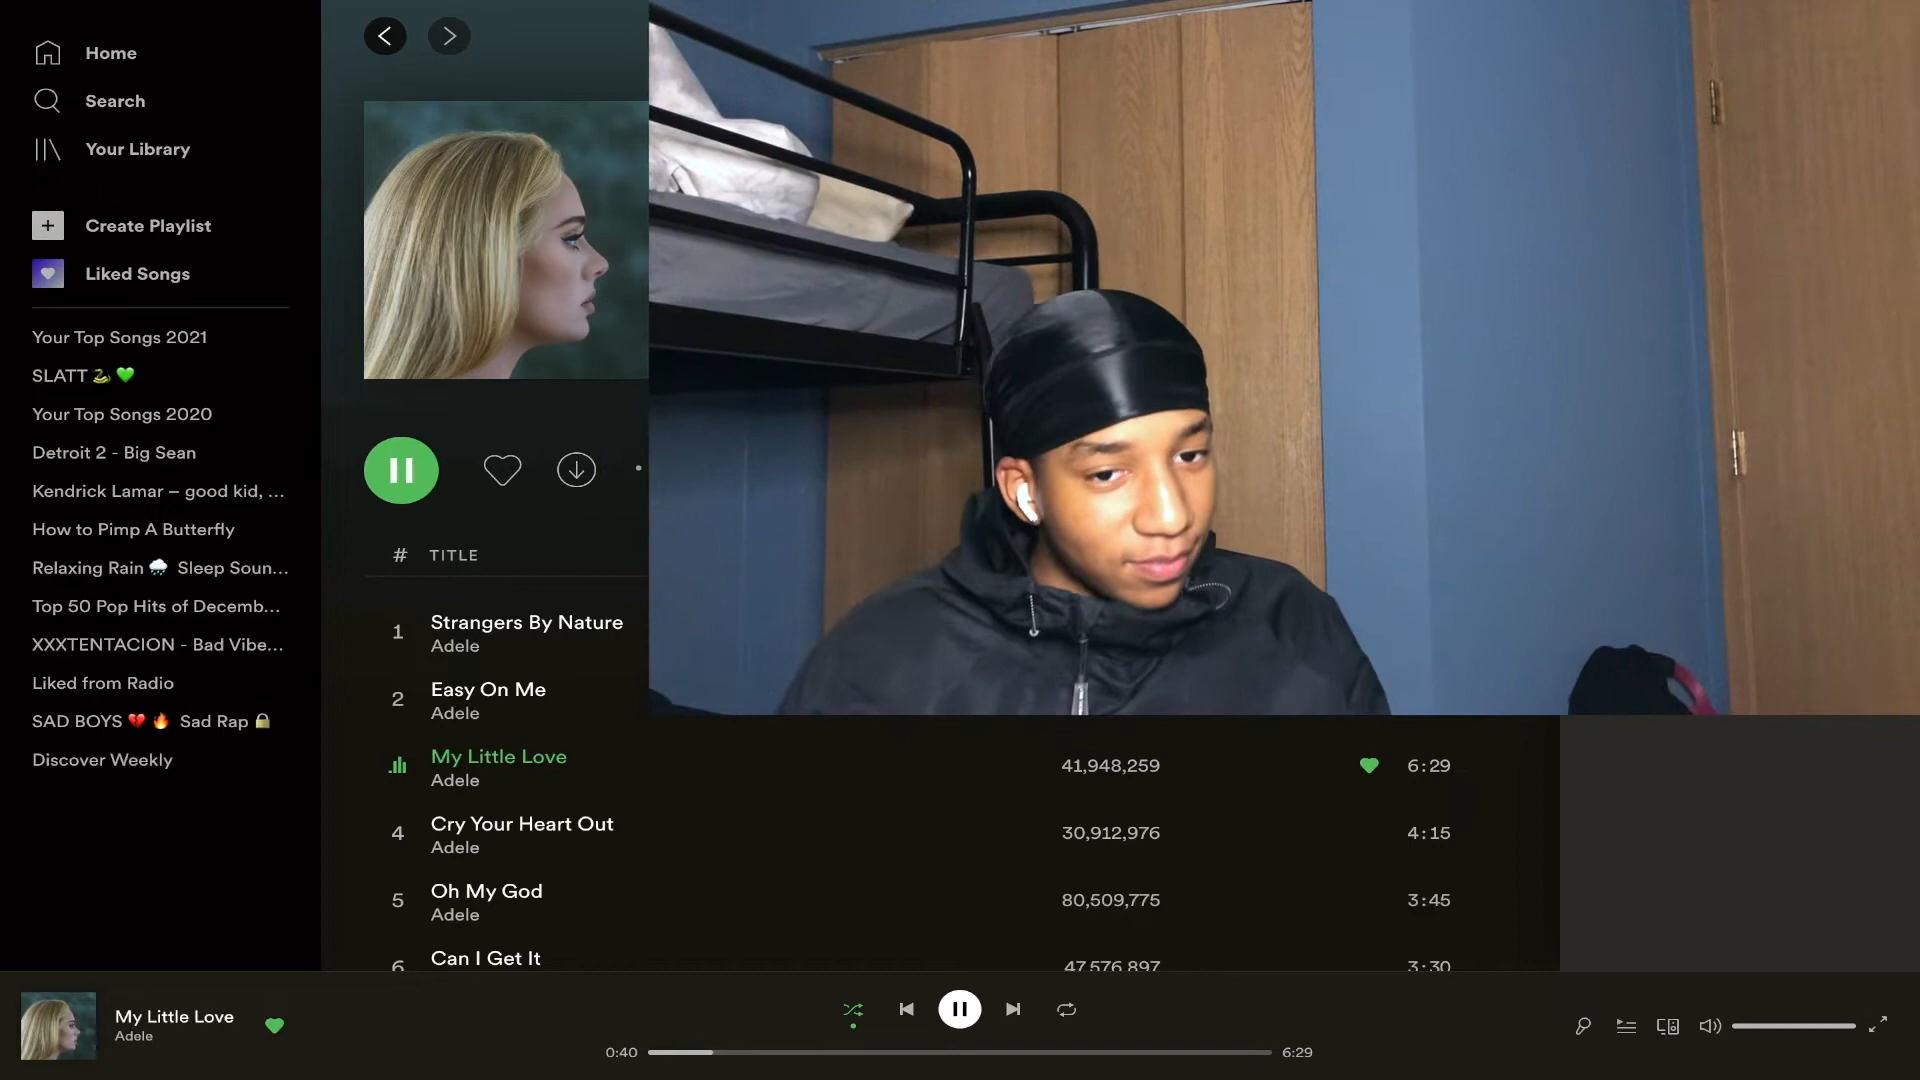 Home
Search
Your Library
Create Playlist
Liked Songs
Your Top Songs 2021
SLATT 🐍 💚
Your Top Songs 2020
Detroit 2 - Big Sean
Kendrick Lamar – good kid, ...
How to Pimp A Butterfly
Relaxing Rain 🌧️ Sleep Soun...
Top 50 Pop Hits of Decemb...
XXXTENTACION - Bad Vibe...
Liked from Radio
SAD BOYS 💔 🔥 Sad Rap 🔒
Discover Weekly
# TITLE
1 Strangers By Nature
Adele
2 Easy On Me
Adele
My Little Love 41,948,259 6:29
Adele
4 Cry Your Heart Out 30,912,976 4:15
Adele
5 Oh My God 80,509,775 3:45
Adele
6 Can I Get It 47,576,897 3:30
My Little Love
Adele
0:40 6:29